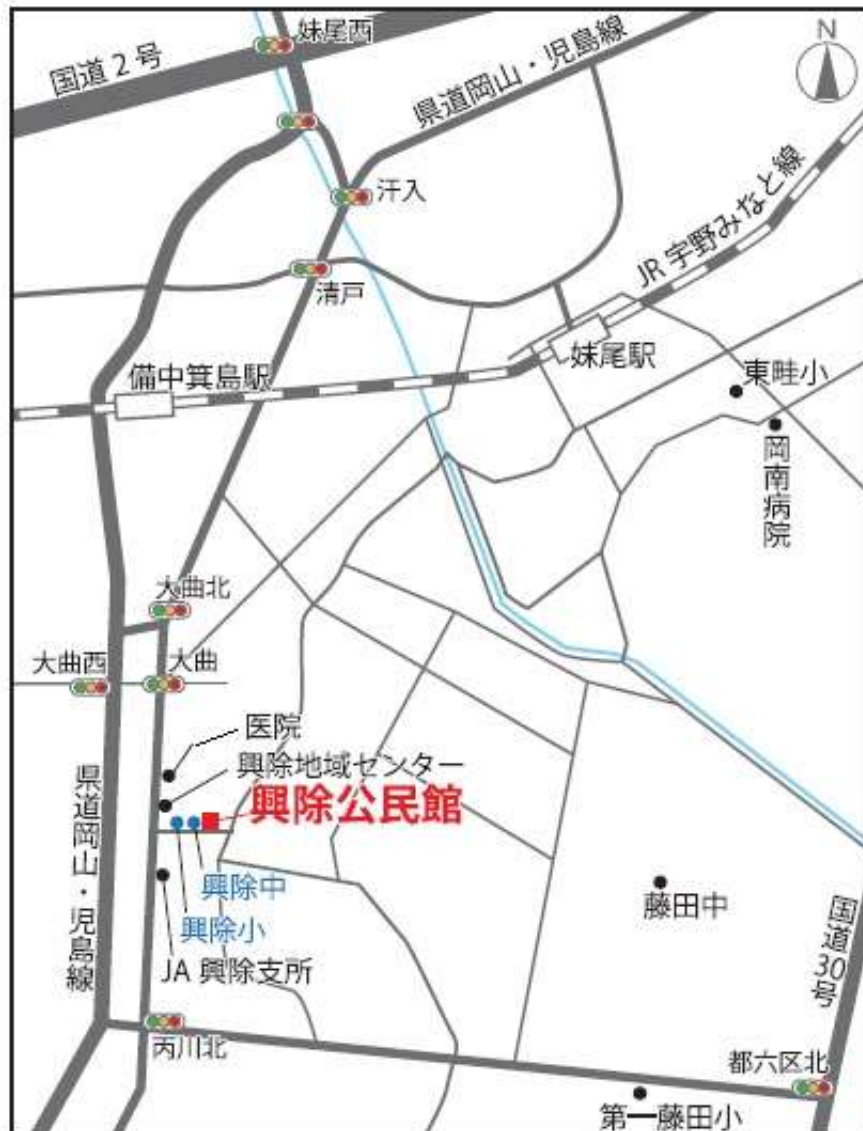 妹尾西
N
国道2号
県道岡山・児島線
汗入
JR宇野みなと線
清戸
妹尾駅
備中箕島駅
東畦小
岡南病院
大曲北
大曲西
大曲
医院
興除地域センター
県道岡山・児島線
興除公民館
興除中
藤田中
興除小
国道30号
JA 興除支所
丙川北
都六区北
第一藤田小